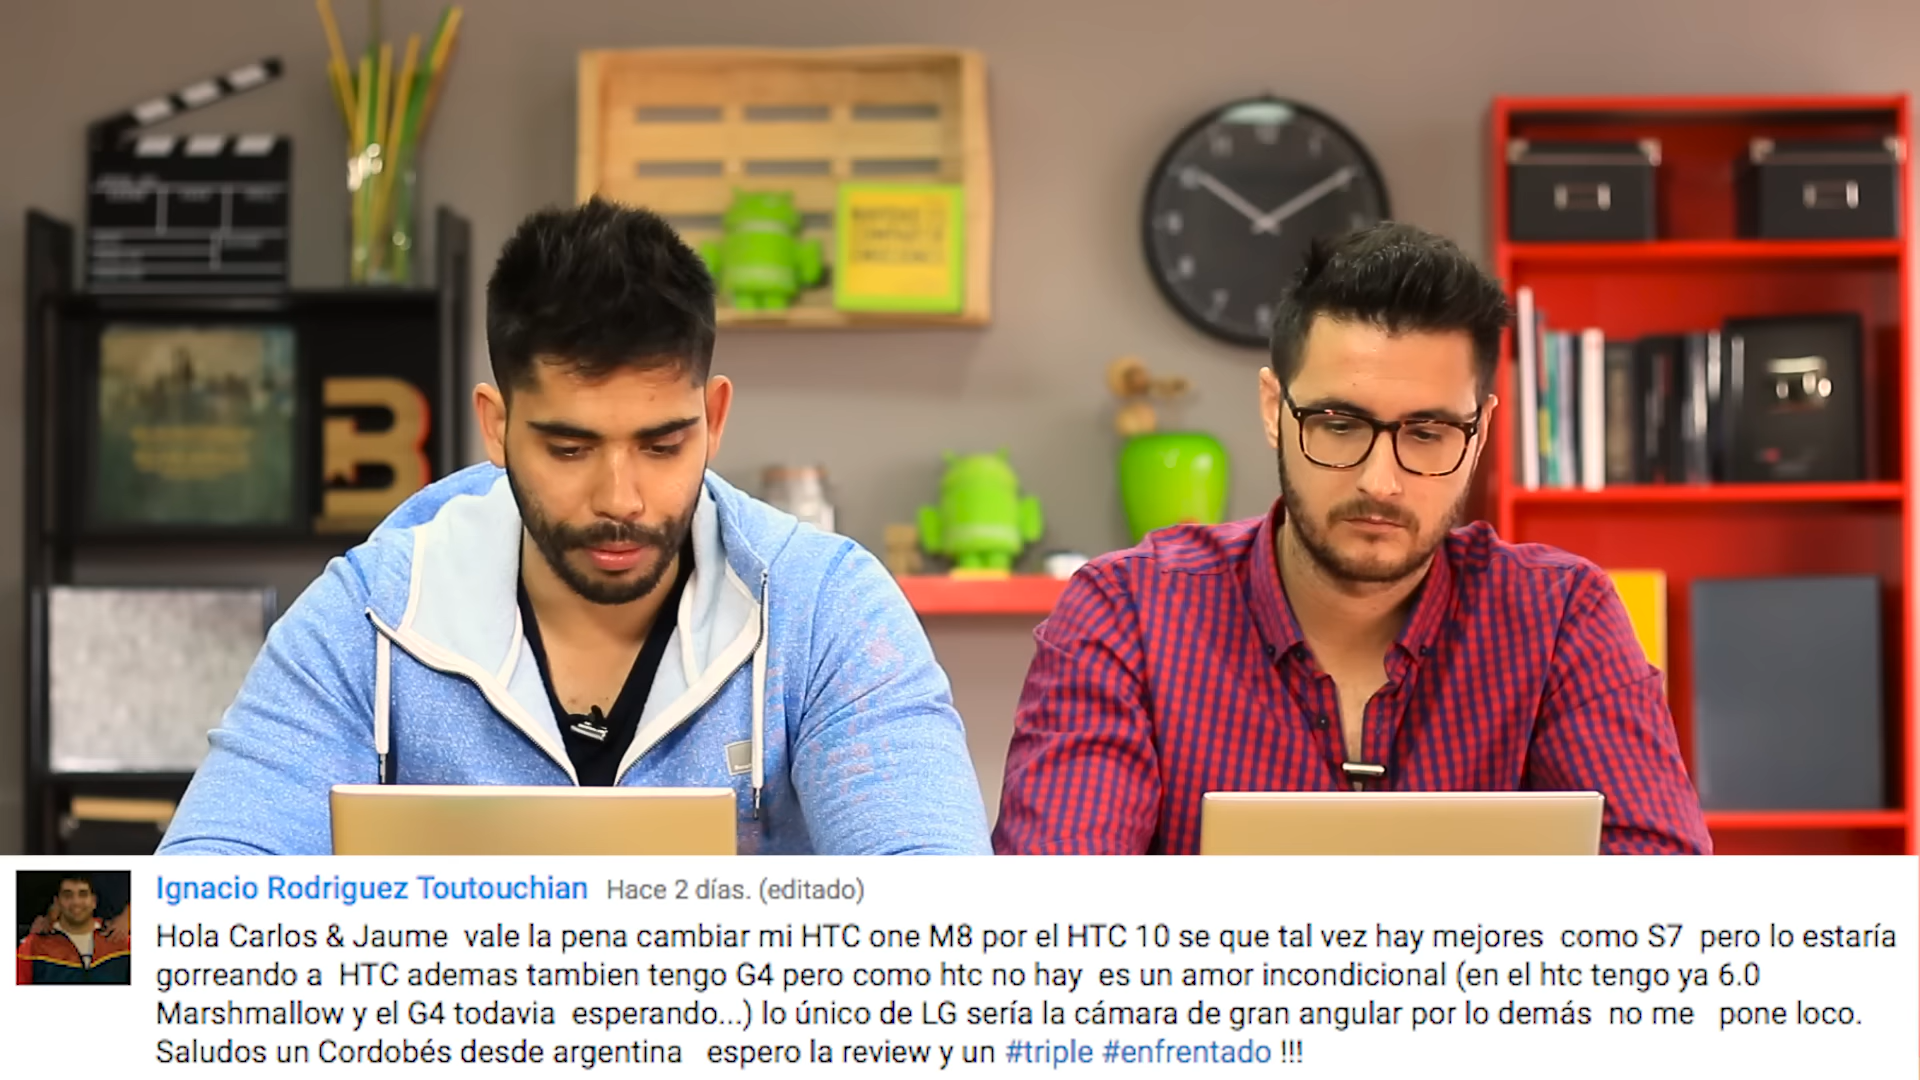 B
Ignacio Rodriguez Toutouchian Hace 2 días. (editado)
Hola Carlos & Jaume vale la pena cambiar mi HTC one M8 por el HTC 10 se que tal vez hay mejores como S7 pero lo estaría
gorreando a HTC ademas tambien tengo G4 pero como htc no hay es un amor incondicional (en el htc tengo ya 6.0
Marshmallow y el G4 todavia esperando...) lo único de LG sería la cámara de gran angular por lo demás no me pone loco.
Saludos un Cordobés desde argentina espero la review y un #triple #enfrentado !!!